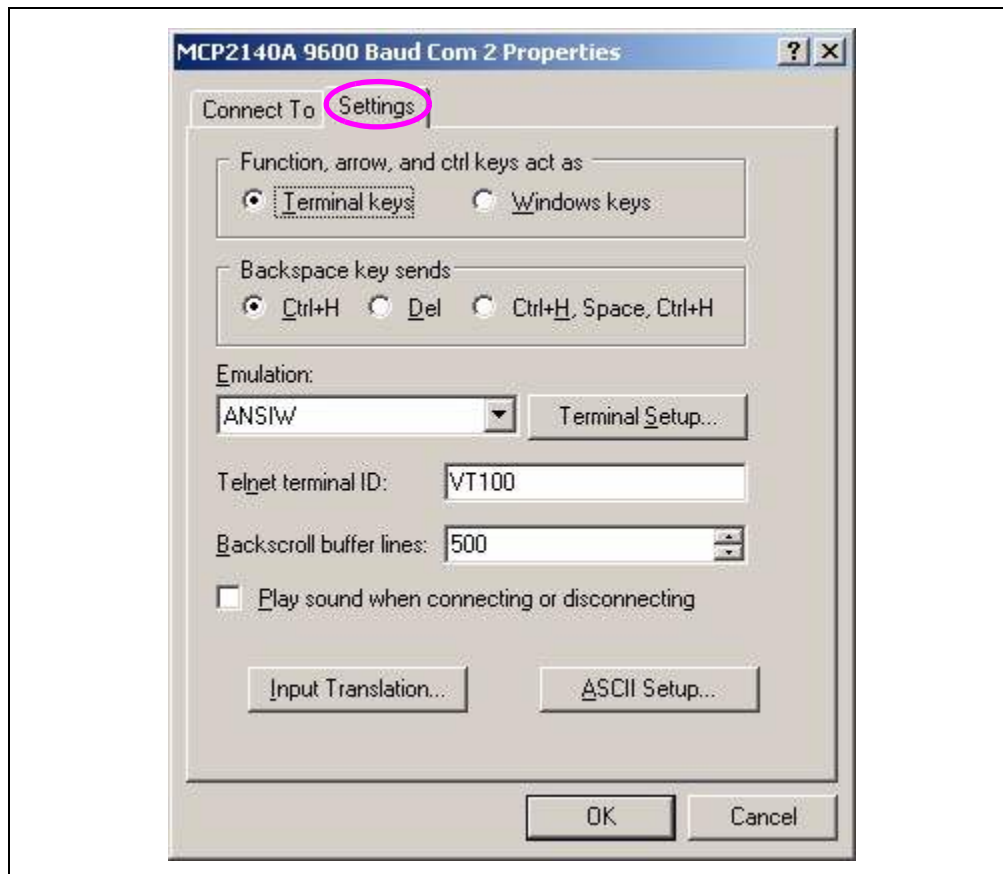 MCP2140A 9600 Baud Com 2 Properties
Connect To Settings
Function, arrow, and ctrl keys act as
Terminal keys Windows keys
Backspace key sends
Ctrl+H Del Ctrl+H, Space, Ctrl+H
Emulation:
ANSIW Terminal Setup...
Telnet terminal ID: VT100
Backscroll buffer lines: 500
Play sound when connecting or disconnecting
Input Translation... ASCII Setup...
OK Cancel